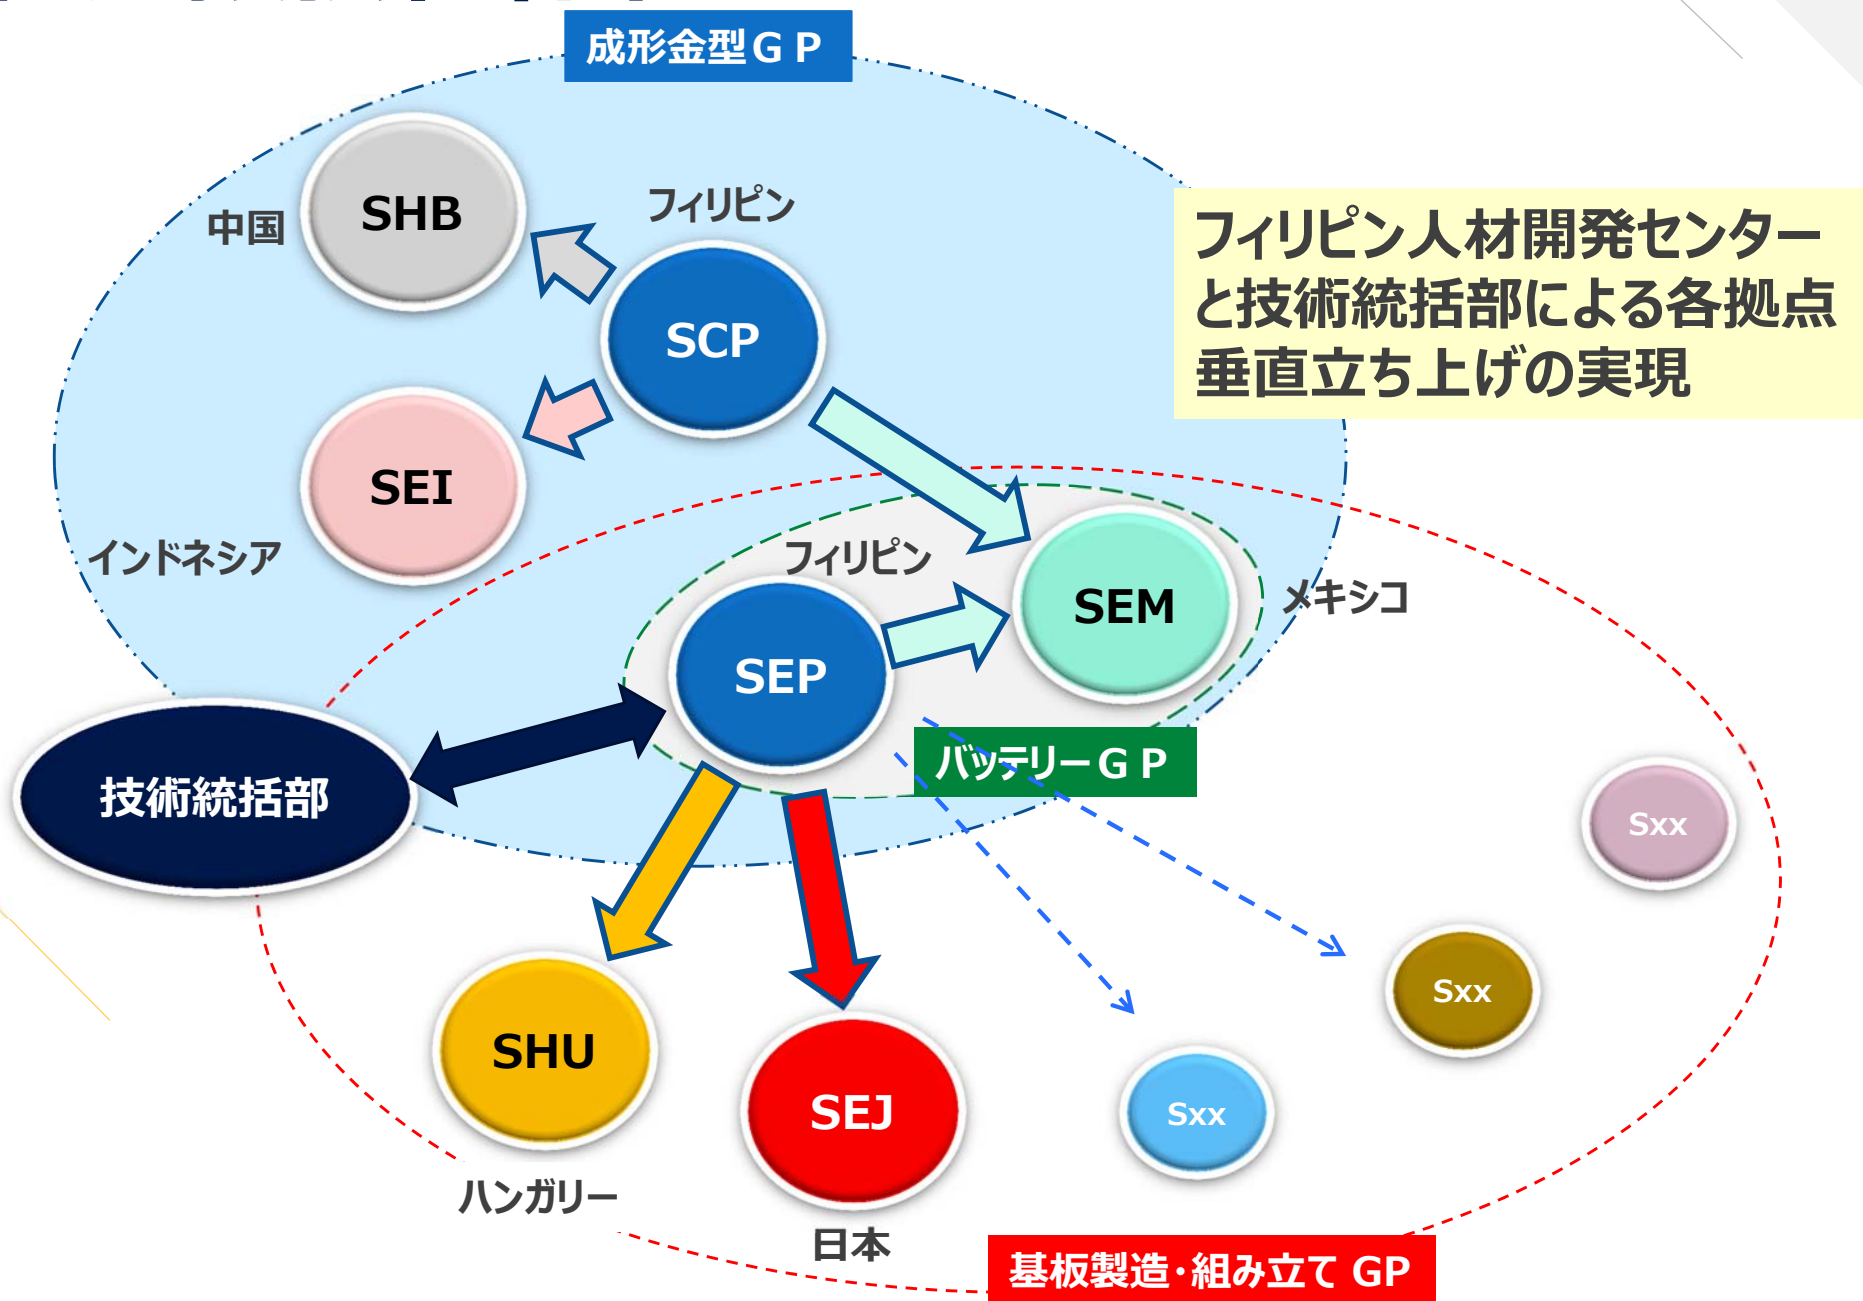 成形金型ＧＰ
フィリピン人材開発センター
と技術統括部による各拠点
垂直立ち上げの実現
中国
SHB
フィリピン
SCP
SEI
インドネシア
フィリピン
SEP
SEM
メキシコ
バッテリーＧＰ
技術統括部
Sxx
Sxx
Sxx
SHU
ハンガリー
SEJ
日本
基板製造・組み立て GP